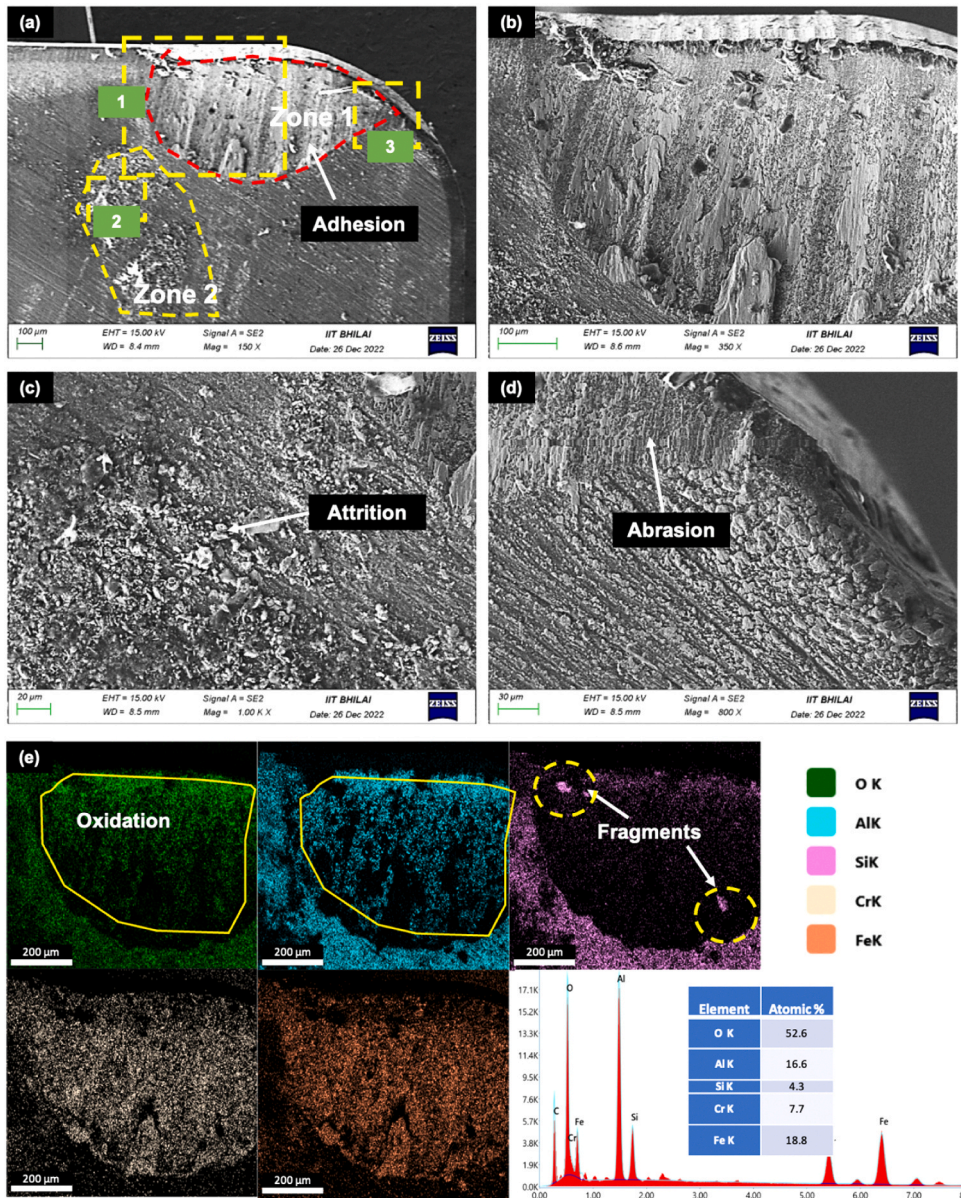 (a)
1
Zone 1
3
Adhesion
2
Zone 2
100 µm
EHT = 15.00 kV
Signal A = SE2
IIT BHILAI
WD = 8.4 mm
Mag = 150 X
Date: 26 Dec 2022
ZEISS
(b)
100 µm
EHT = 15.00 kV
Signal A = SE2
IIT BHILAI
WD = 8.6 mm
Mag = 350 X
Date: 26 Dec 2022
ZEISS
(c)
Attrition
20 µm
EHT = 15.00 kV
Signal A = SE2
IIT BHILAI
WD = 8.5 mm
Mag = 1.00 K X
Date: 26 Dec 2022
ZEISS
(d)
Abrasion
30 µm
EHT = 15.00 kV
Signal A = SE2
IIT BHILAI
WD = 8.5 mm
Mag = 800 X
Date: 26 Dec 2022
ZEISS
(e)
Oxidation
200 µm
200 µm
Fragments
200 µm
O K
AlK
SiK
CrK
FeK
200 µm
200 µm
17.1K
15.2K
13.3K
11.4K
9.5K
7.6K
5.7K
3.8K
1.9K
0.0K
C
O
Cr
Fe
Al
Si
Fe
0.00
1.00
2.00
3.00
4.00
5.00
6.00
7.00
Element Atomic %
O K 52.6
Al K 16.6
Si K 4.3
Cr K 7.7
Fe K 18.8